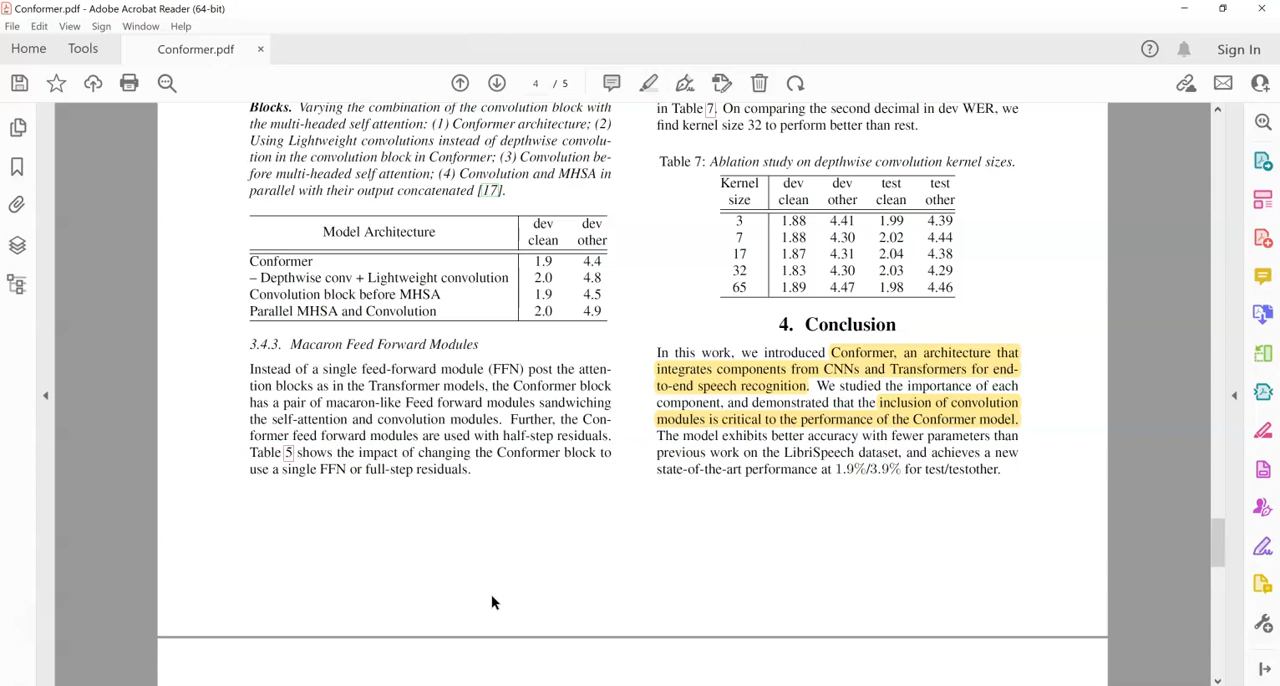 Conformer.pdf - Adobe Acrobat Reader (64-bit)
File Edit View Sign Window Help
Home Tools Conformer.pdf × Sign In
4 / 5
Blocks. Varying the combination of the convolution block with
the multi-headed self attention: (1) Conformer architecture; (2)
Using Lightweight convolutions instead of depthwise convolu-
tion in the convolution block in Conformer; (3) Convolution be-
fore multi-headed self attention; (4) Convolution and MHSA in
parallel with their output concatenated [17].
Model Architecture dev clean dev other
Conformer 1.9 4.4
– Depthwise conv + Lightweight convolution 2.0 4.8
Convolution block before MHSA 1.9 4.5
Parallel MHSA and Convolution 2.0 4.9
3.4.3. Macaron Feed Forward Modules
Instead of a single feed-forward module (FFN) post the atten-
tion blocks as in the Transformer models, the Conformer block
has a pair of macaron-like Feed forward modules sandwiching
the self-attention and convolution modules. Further, the Con-
former feed forward modules are used with half-step residuals.
Table 5 shows the impact of changing the Conformer block to
use a single FFN or full-step residuals.
in Table 7. On comparing the second decimal in dev WER, we
find kernel size 32 to perform better than rest.
Table 7: Ablation study on depthwise convolution kernel sizes.
Kernel size dev clean dev other test clean test other
3 1.88 4.41 1.99 4.39
7 1.88 4.30 2.02 4.44
17 1.87 4.31 2.04 4.38
32 1.83 4.30 2.03 4.29
65 1.89 4.47 1.98 4.46
4. Conclusion
In this work, we introduced Conformer, an architecture that
integrates components from CNNs and Transformers for end-
to-end speech recognition. We studied the importance of each
component, and demonstrated that the inclusion of convolution
modules is critical to the performance of the Conformer model.
The model exhibits better accuracy with fewer parameters than
previous work on the LibriSpeech dataset, and achieves a new
state-of-the-art performance at 1.9%/3.9% for test/testother.